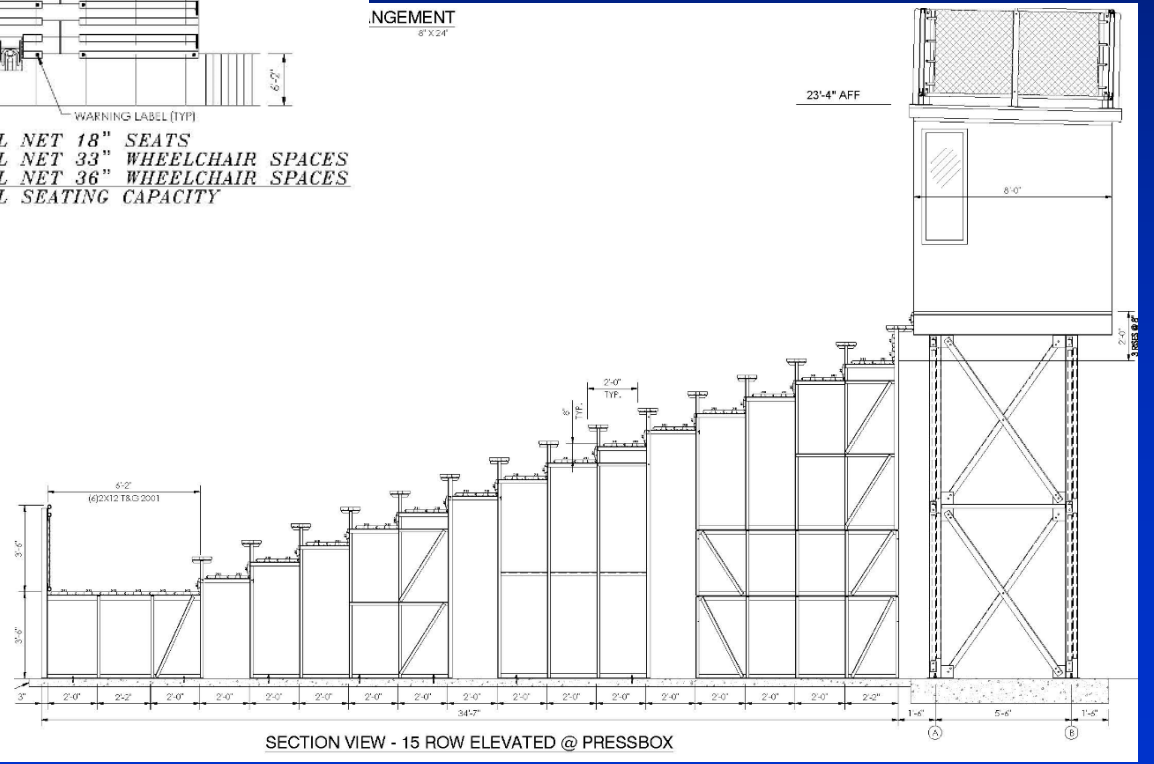 .NGEMENT
8" X 24"
6'-2"
WARNING LABEL (TYP)
L NET 18" SEATS
L NET 33" WHEELCHAIR SPACES
L NET 36" WHEELCHAIR SPACES
L SEATING CAPACITY
23'-4" AFF
8'-0"
2'-0"
3 RISES @ 8"
2'-0"
TYP.
8"
TYP.
6'-2"
(6)2X12 T&G 2001
3'-6"
3'-6"
3" 2'-0" 2'-2" 2'-0" 2'-0" 2'-0" 2'-0" 2'-0" 2'-0" 2'-0" 2'-0" 2'-0" 2'-0" 2'-0" 2'-0" 2'-0" 2'-2" 1'-6" 5'-6" 1'-6"
34'-7"
A B
SECTION VIEW - 15 ROW ELEVATED @ PRESSBOX